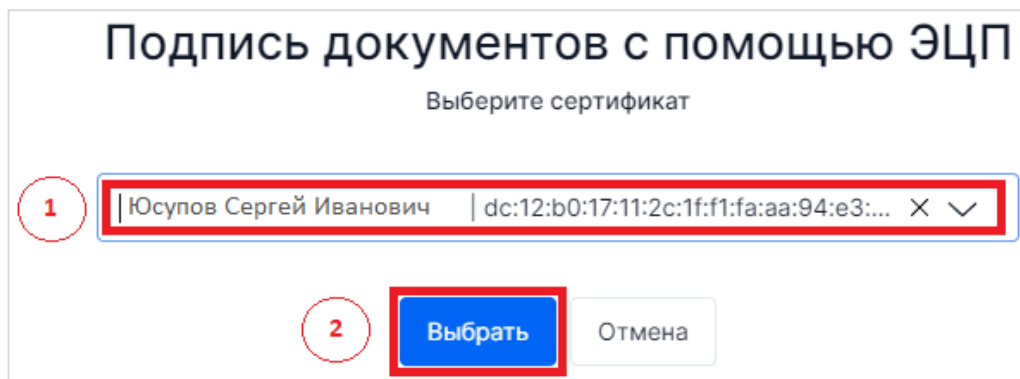 Подпись документов с помощью ЭЦП
Выберите сертификат
1 Юсупов Сергей Иванович | dc:12:b0:17:11:2c:1f:f1:fa:aa:94:e3:...
2 Выбрать Отмена